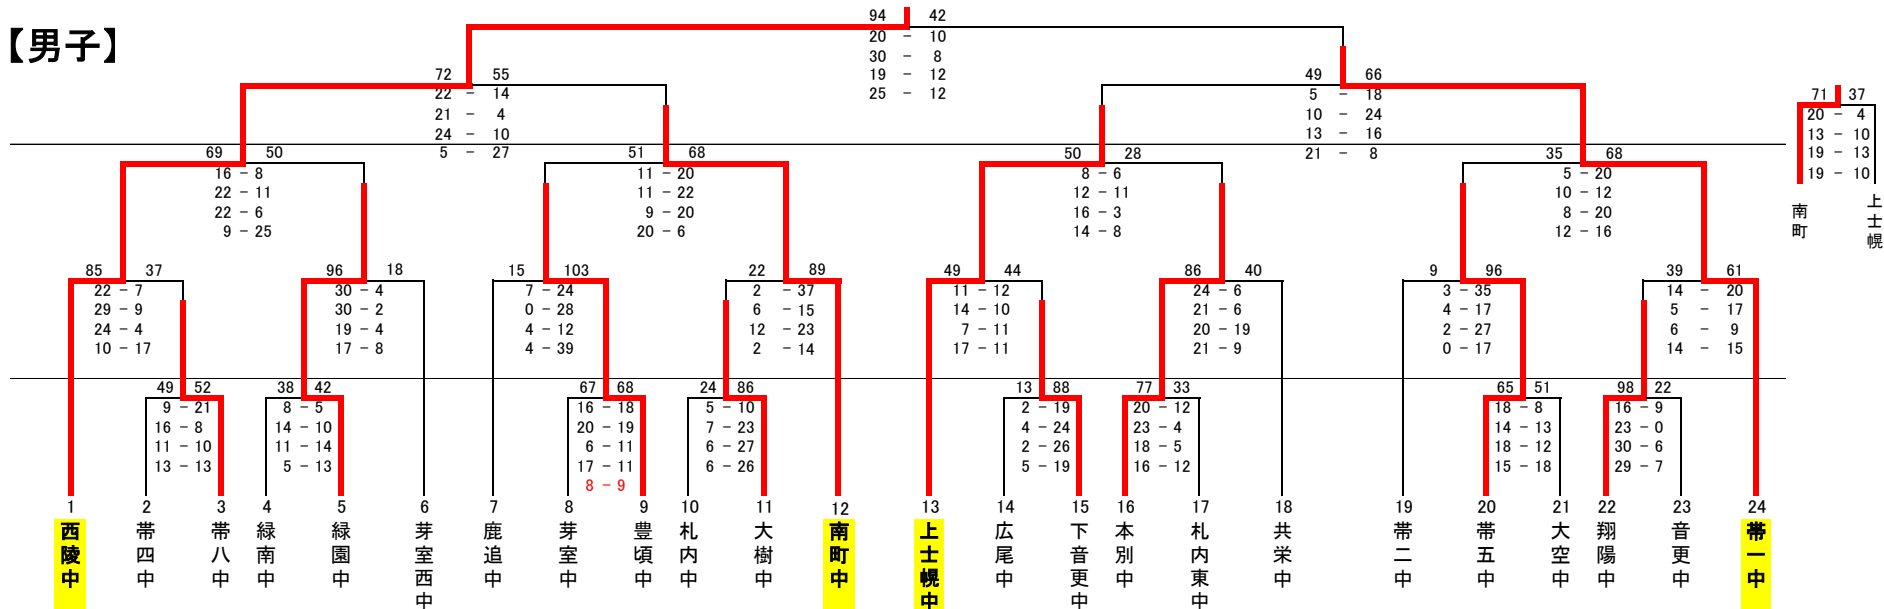 【男子】
94 42
20 - 10
30 - 8
19 - 12
25 - 12
72 55
22 - 14
21 - 4
24 - 10
5 - 27
49 66
5 - 18
10 - 24
13 - 16
21 - 8
71 37
20 - 4
13 - 10
19 - 13
19 - 10
南町
上士幌
69 50
16 - 8
22 - 11
22 - 6
9 - 25
51 68
11 - 20
11 - 22
9 - 20
20 - 6
50 28
8 - 6
12 - 11
16 - 3
14 - 8
35 68
5 - 20
10 - 12
8 - 20
12 - 16
85 37
22 - 7
29 - 9
24 - 4
10 - 17
96 18
30 - 4
30 - 2
19 - 4
17 - 8
15 103
7 - 24
0 - 28
4 - 12
4 - 39
22 89
2 - 37
6 - 15
12 - 23
2 - 14
49 44
11 - 12
14 - 10
7 - 11
17 - 11
86 40
24 - 6
21 - 6
20 - 19
21 - 9
9 96
3 - 35
4 - 17
2 - 27
0 - 17
39 61
14 - 20
5 - 17
6 - 9
14 - 15
49 52
9 - 21
16 - 8
11 - 10
13 - 13
38 42
8 - 5
14 - 10
11 - 14
5 - 13
67 68
16 - 18
20 - 19
6 - 11
17 - 11
8 - 9
24 86
5 - 10
7 - 23
6 - 27
6 - 26
13 88
2 - 19
4 - 24
2 - 26
5 - 19
77 33
20 - 12
23 - 4
18 - 5
16 - 12
65 51
18 - 8
14 - 13
18 - 12
15 - 18
98 22
16 - 9
23 - 0
30 - 6
29 - 7
1 西陵中
2 帯四中
3 帯八中
4 緑南中
5 緑園中
6 芽室西中
7 鹿追中
8 芽室中
9 豊頃中
10 札内中
11 大樹中
12 南町中
13 上士幌中
14 広尾中
15 下音更中
16 本別中
17 札内東中
18 共栄中
19 帯二中
20 帯五中
21 大空中
22 翔陽中
23 音更中
24 帯一中